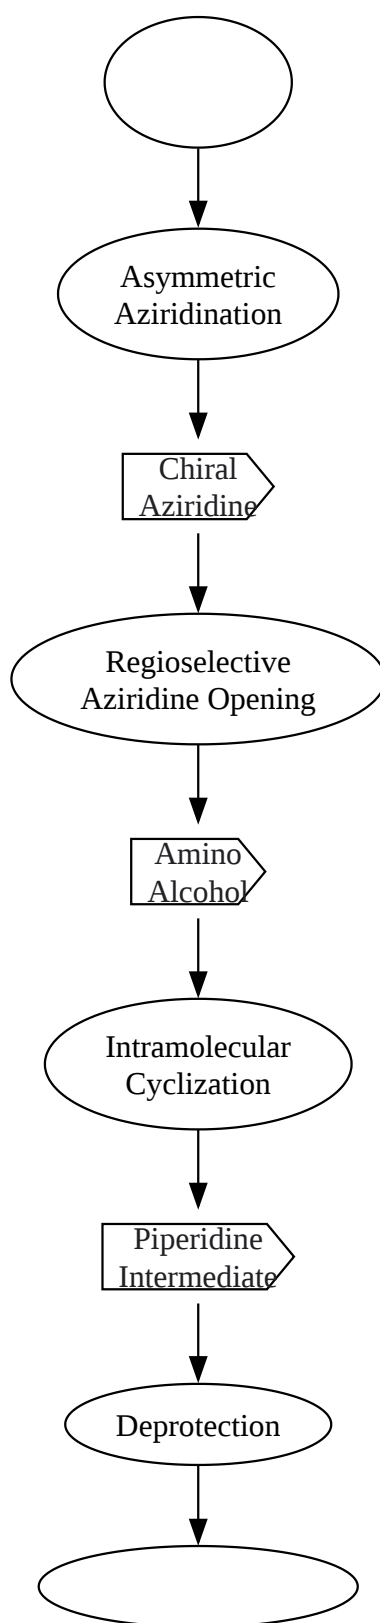 Asymmetric
Aziridination
Chiral
Aziridine
Regioselective
Aziridine Opening
Amino
Alcohol
Intramolecular
Cyclization
Piperidine
Intermediate
Deprotection